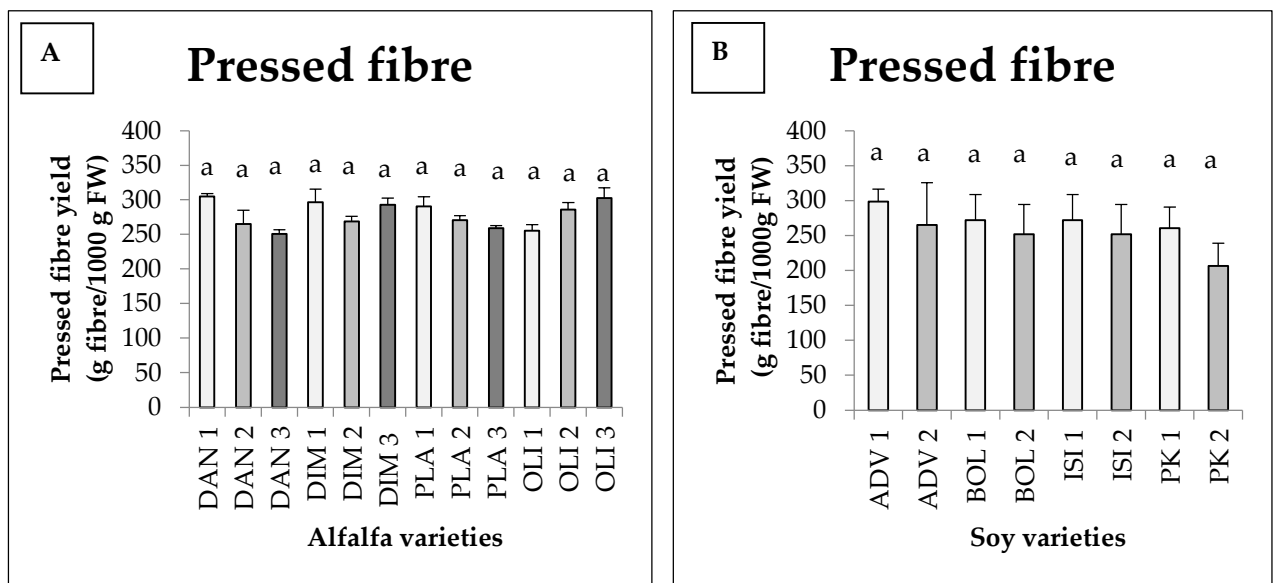 A
Pressed fibre
Pressed fibre yield
(g fibre/1000 g FW)
400
350
300
250
200
150
100
50
0
a a a a a a a a a a a a
DAN 1
DAN 2
DAN 3
DIM 1
DIM 2
DIM 3
PLA 1
PLA 2
PLA 3
OLI 1
OLI 2
OLI 3
Alfalfa varieties
B
Pressed fibre
Pressed fibre yield
(g fibre/1000g FW)
400
350
300
250
200
150
100
50
0
a a a a a a a a
ADV 1
ADV 2
BOL 1
BOL 2
ISI 1
ISI 2
PK 1
PK 2
Soy varieties